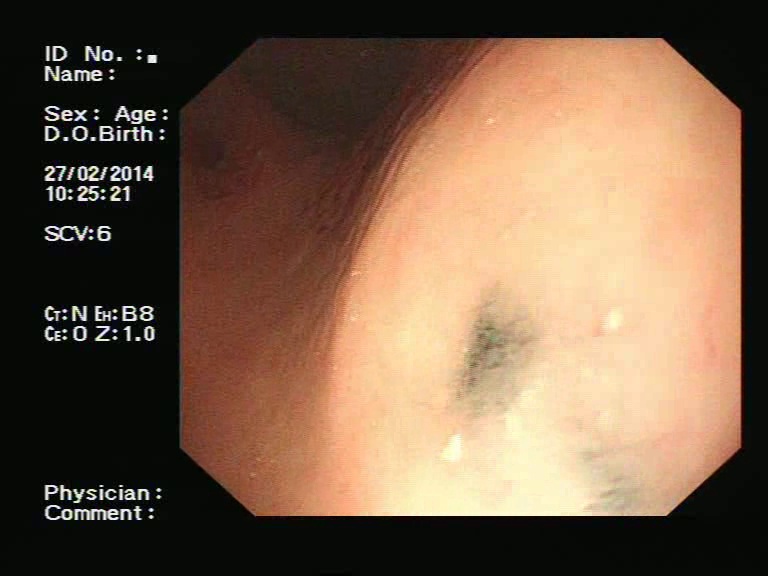 ID No. :
Name:
Sex: Age:
D.O.Birth:
27/02/2014
10:25:21
SCV:6
CT:N EH:B8
CE:0 Z:1.0
Physician:
Comment: